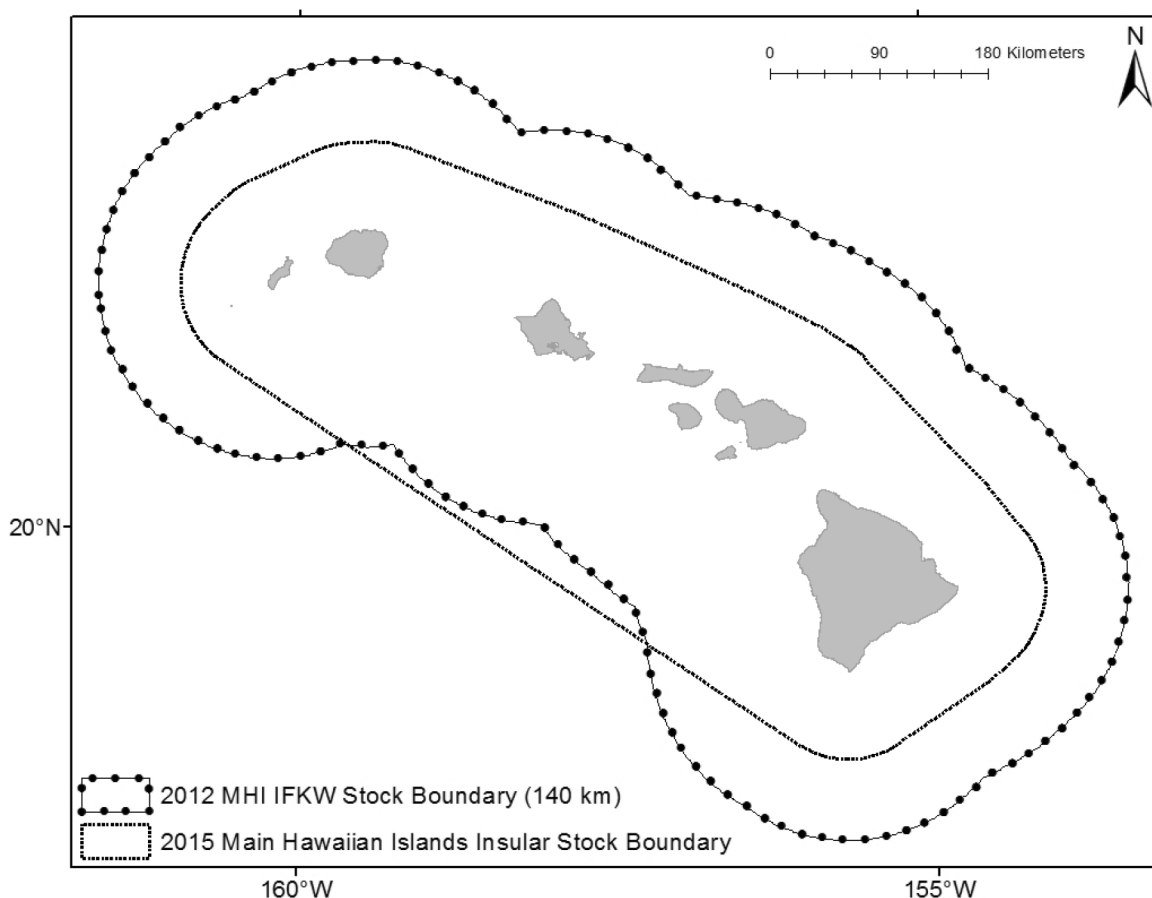 N
0 90 180 Kilometers
20°N
2012 MHI IFKW Stock Boundary (140 km)
2015 Main Hawaiian Islands Insular Stock Boundary
160°W 155°W